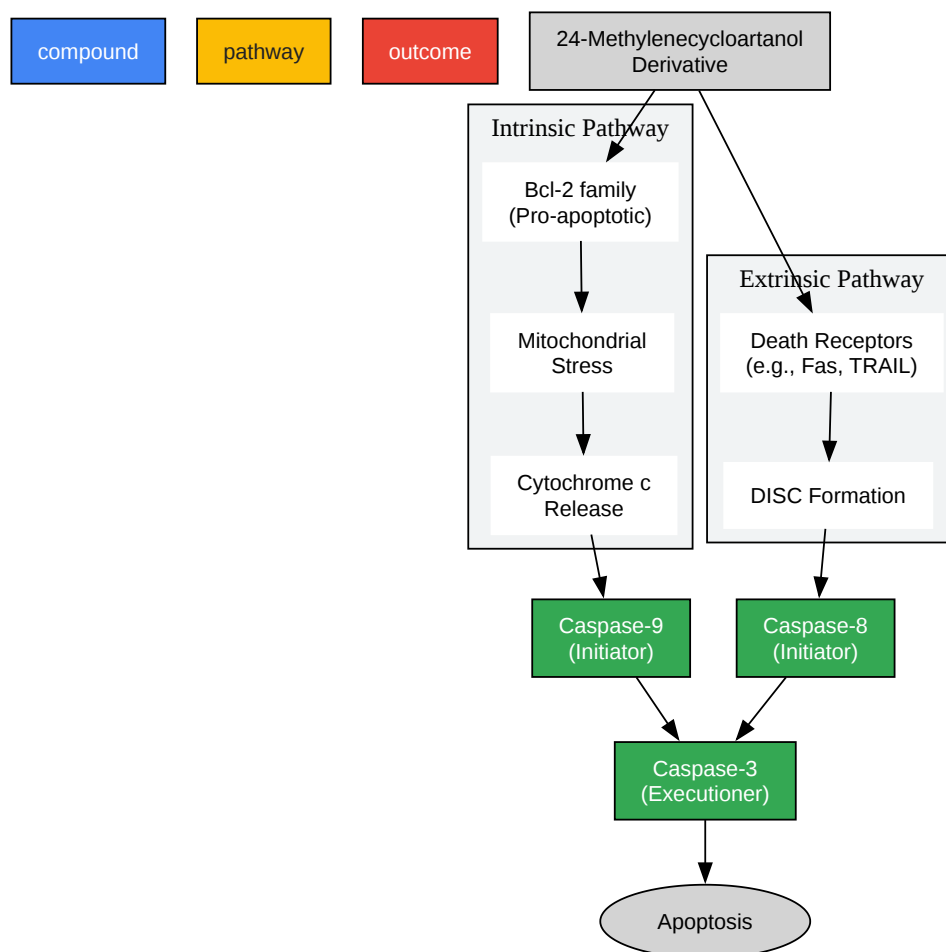 compound
pathway
outcome
24-Methylenecycloartanol
Derivative
Intrinsic Pathway
Bcl-2 family
(Pro-apoptotic)
Extrinsic Pathway
Mitochondrial
Stress
Death Receptors
(e.g., Fas, TRAIL)
Cytochrome c
Release
DISC Formation
Caspase-9
(Initiator)
Caspase-8
(Initiator)
Caspase-3
(Executioner)
Apoptosis